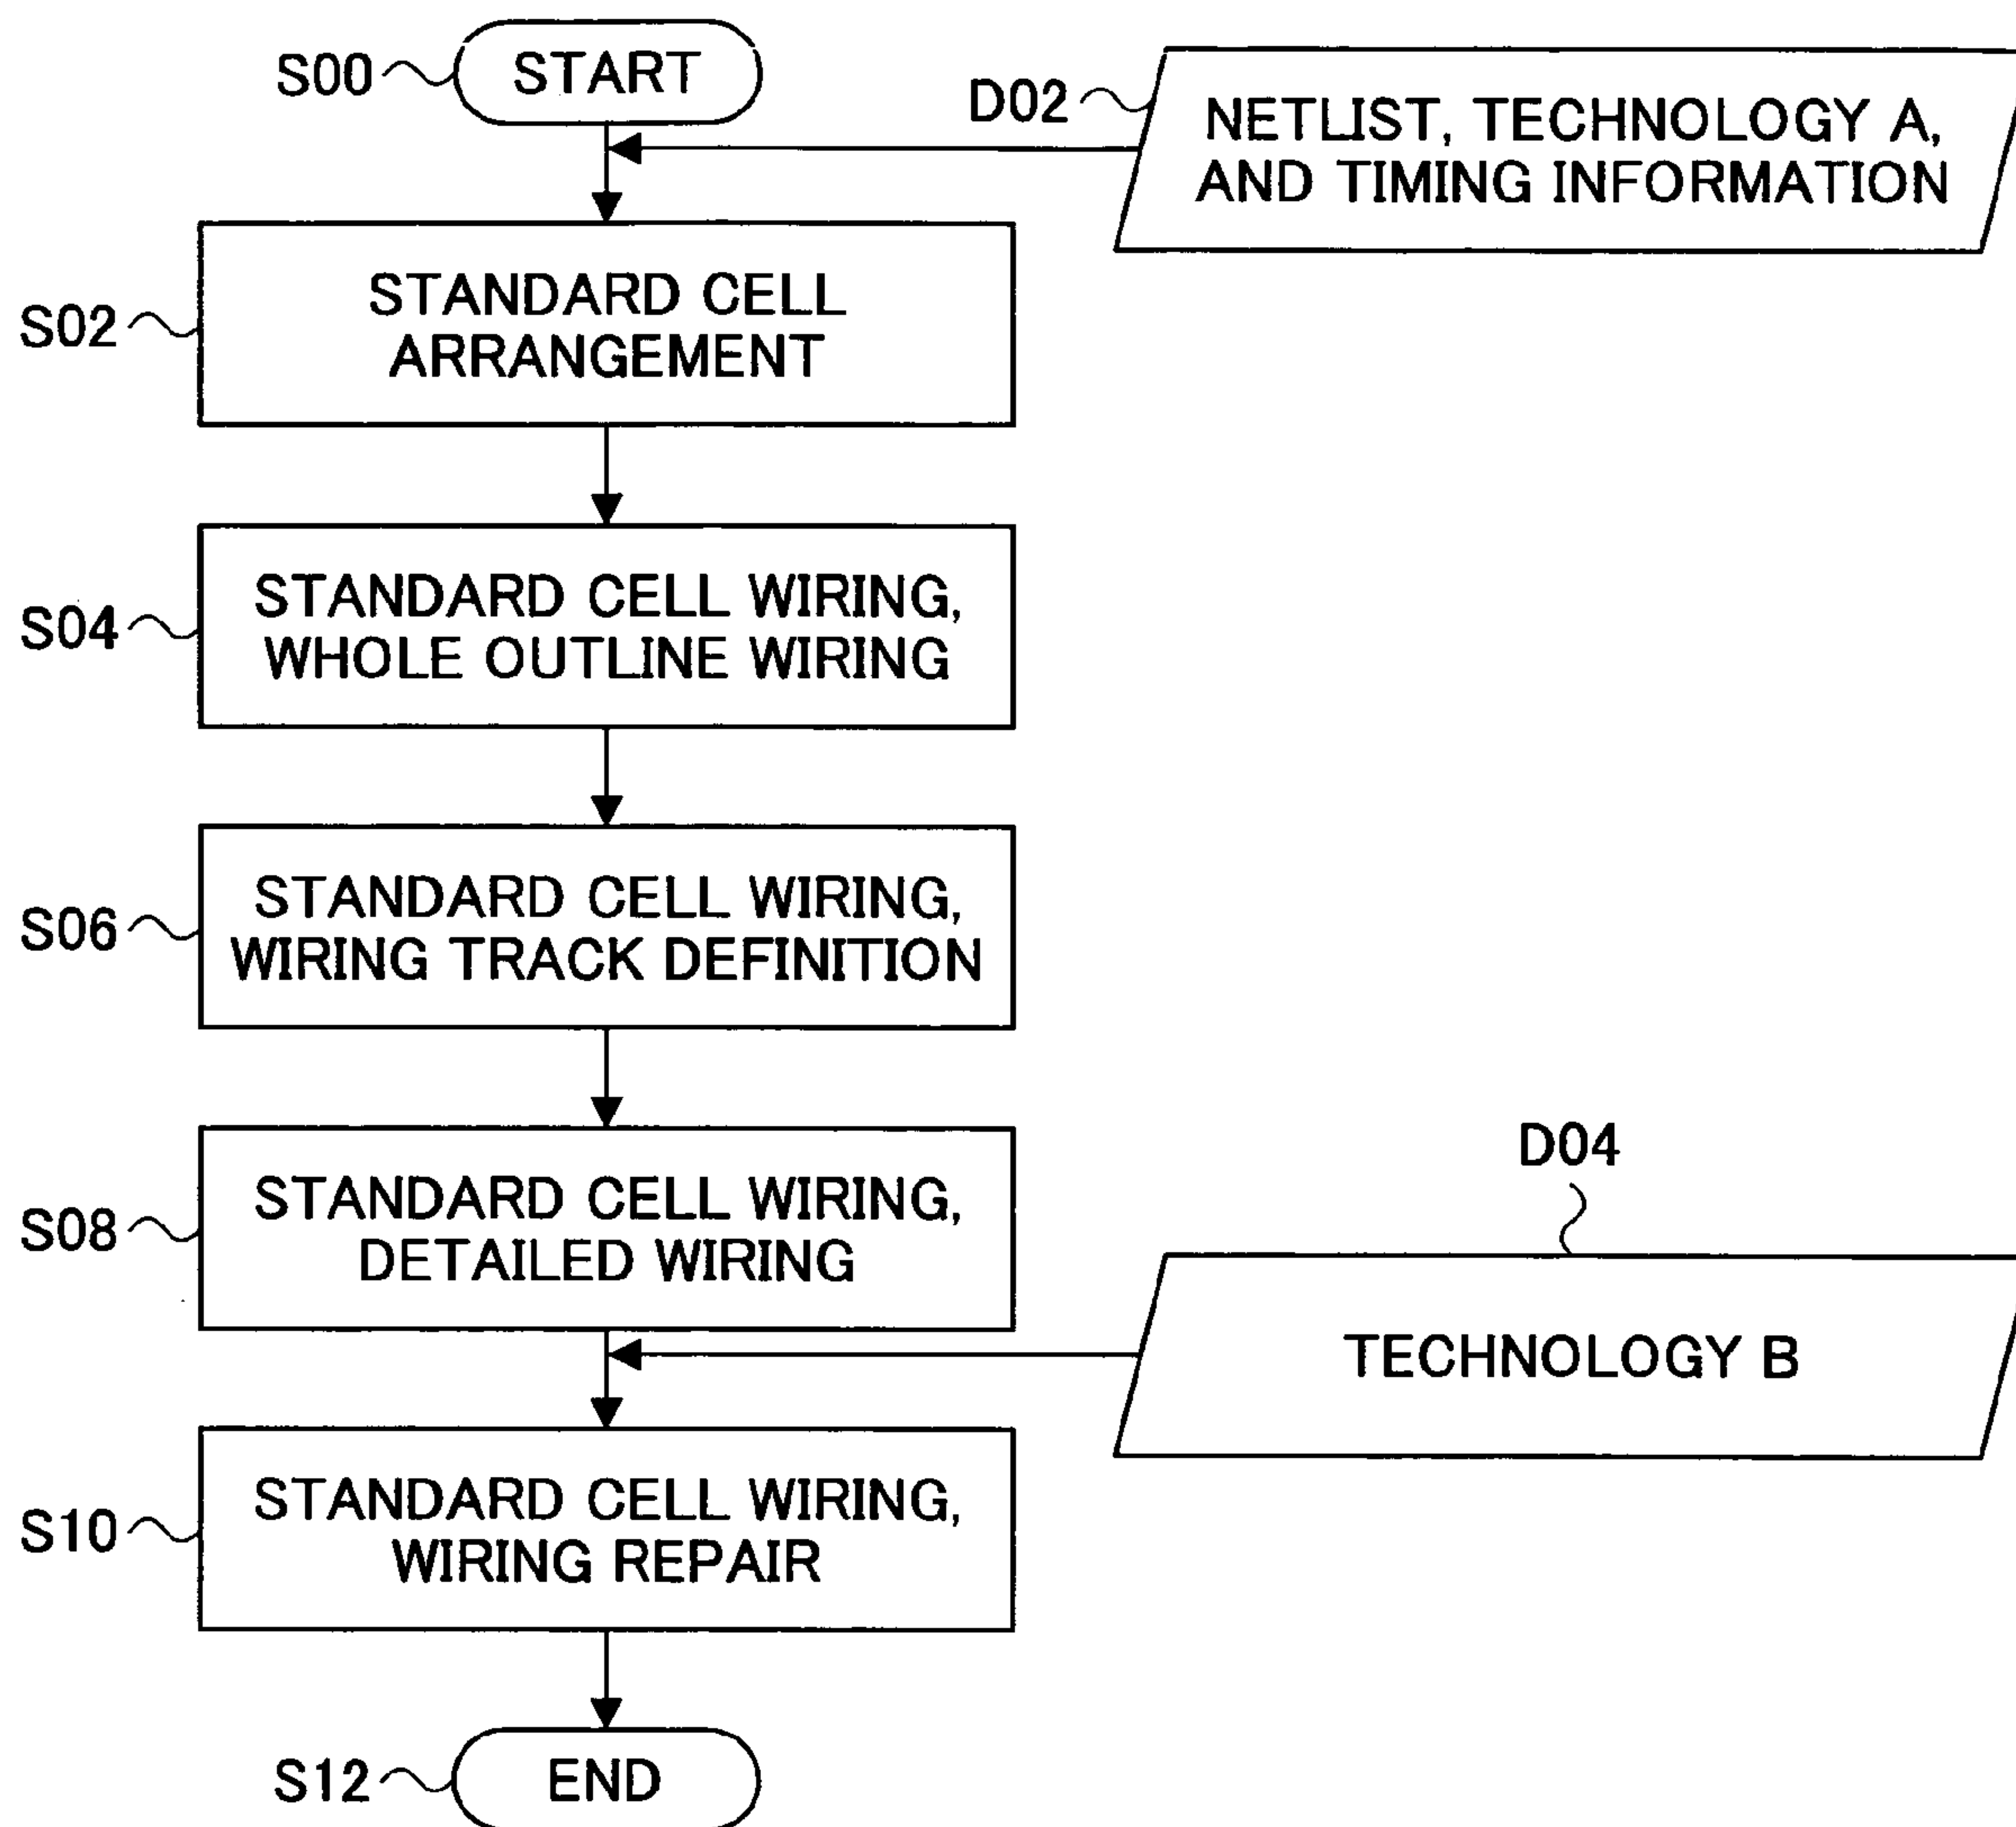 S00
START
D02
NETLIST, TECHNOLOGY A,
AND TIMING INFORMATION
S02
STANDARD CELL
ARRANGEMENT
S04
STANDARD CELL WIRING,
WHOLE OUTLINE WIRING
S06
STANDARD CELL WIRING,
WIRING TRACK DEFINITION
S08
STANDARD CELL WIRING,
DETAILED WIRING
D04
TECHNOLOGY B
S10
STANDARD CELL WIRING,
WIRING REPAIR
S12
END